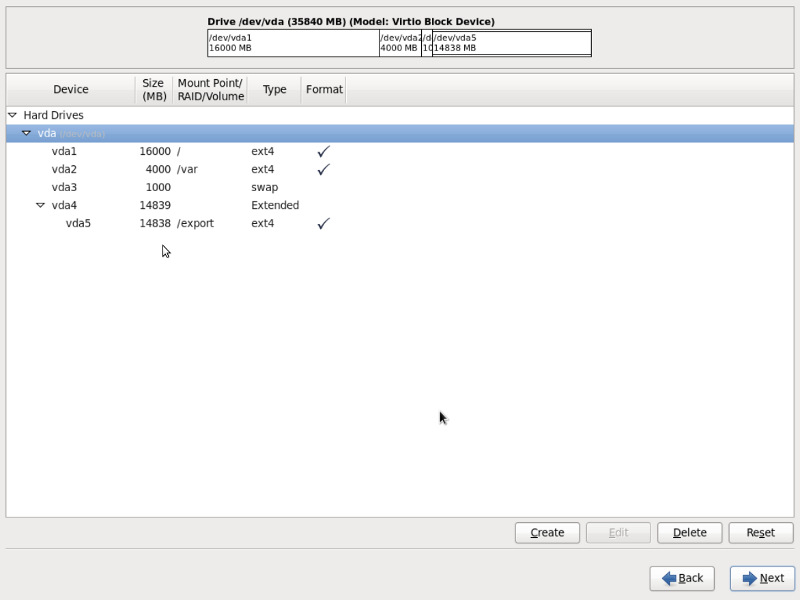 Drive /dev/vda (35840 MB) (Model: Virtio Block Device)
/dev/vda1 /dev/vda2 /d /dev/vda5
16000 MB 4000 MB 10 14838 MB
Device Size (MB) Mount Point/ RAID/Volume Type Format
Hard Drives
vda (/dev/vda)
vda1 16000 / ext4
vda2 4000 /var ext4
vda3 1000 swap
vda4 14839 Extended
vda5 14838 /export ext4
Create Edit Delete Reset
Back Next